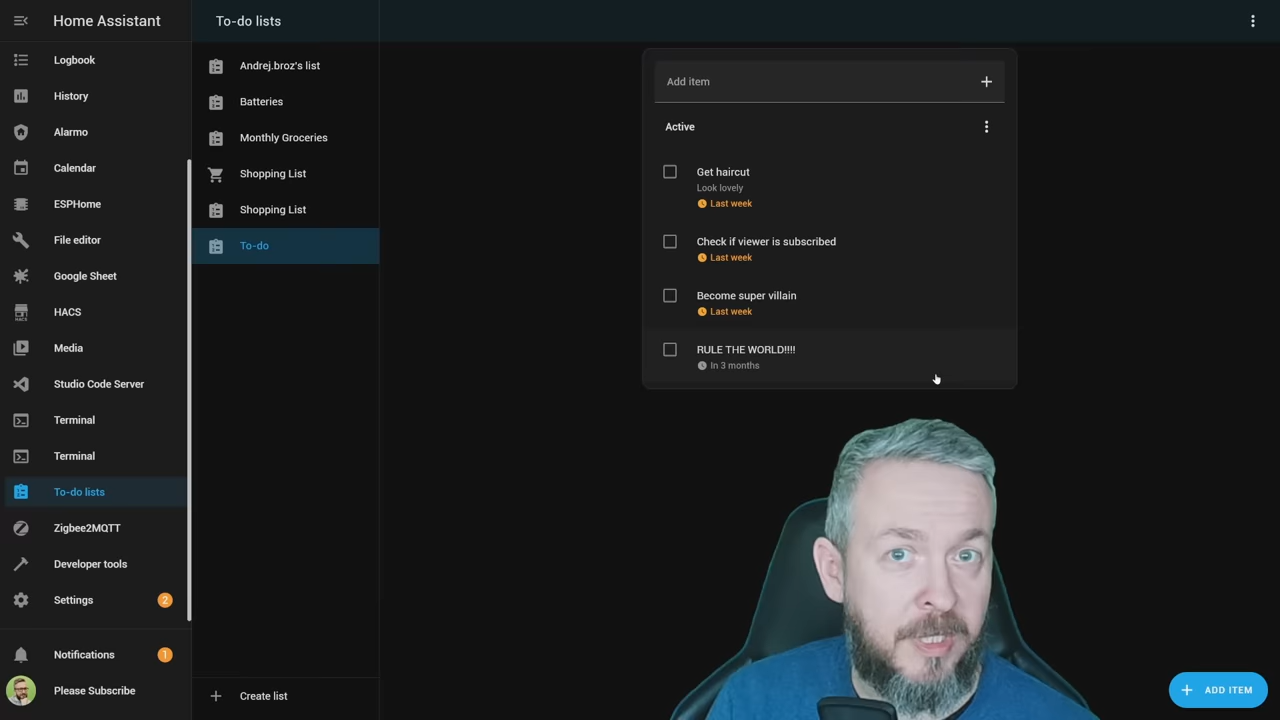 Home Assistant
Logbook
History
Alarmo
Calendar
ESPHome
File editor
Google Sheet
HACS
HACS
Media
Studio Code Server
Terminal
Terminal
To-do lists
Zigbee2MQTT
Developer tools
Settings
2
Notifications
1
Please Subscribe
To-do lists
Andrej.broz's list
Batteries
Monthly Groceries
Shopping List
Shopping List
To-do
Create list
Add item
Active
Get haircut
Look lovely
Last week
Check if viewer is subscribed
Last week
Become super villain
Last week
RULE THE WORLD!!!!
In 3 months
ADD ITEM